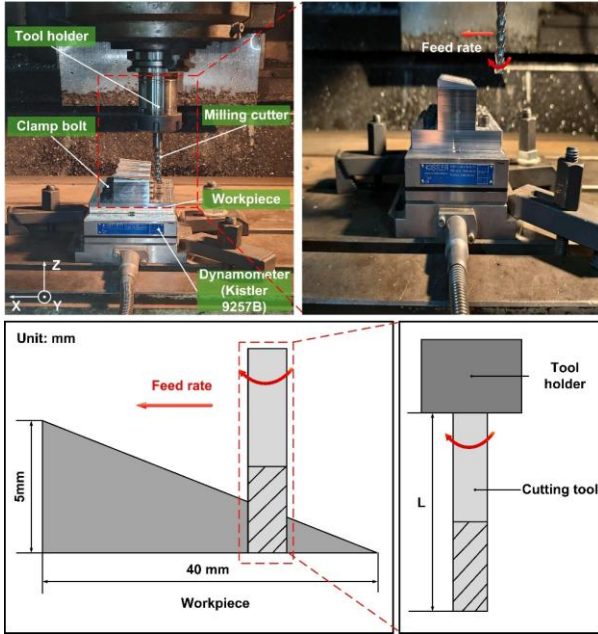 Tool holder
Milling cutter
Clamp bolt
Workpiece
Dynamometer
(Kistler
9257B)
Z
X
Y
Feed rate
KISTLER
Unit: mm
Feed rate
5mm
40 mm
Workpiece
Tool
holder
L
Cutting tool